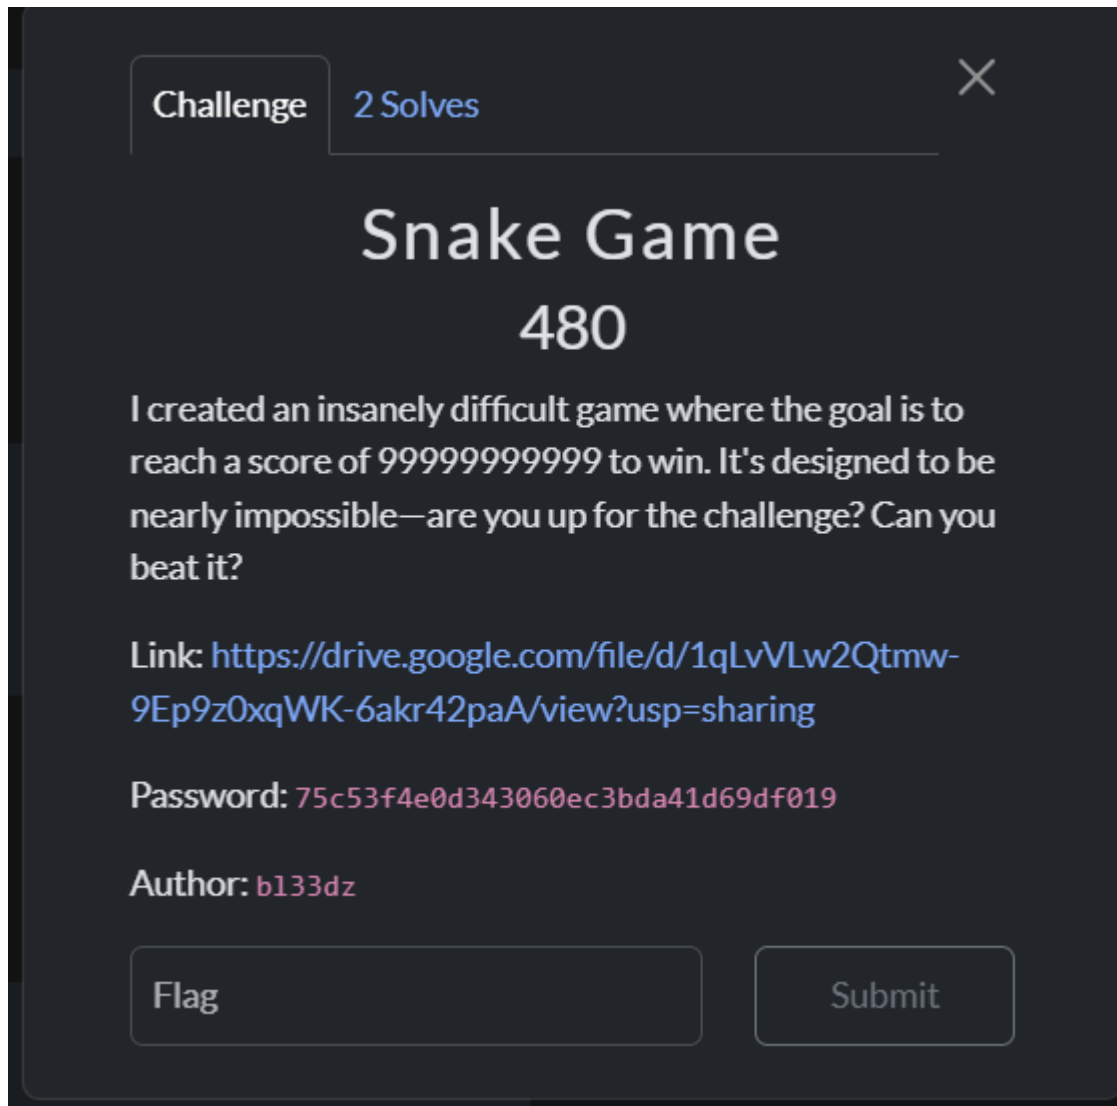 Challenge
2 Solves
Snake Game
480
I created an insanely difficult game where the goal is to
reach a score of 99999999999 to win. It's designed to be
nearly impossible—are you up for the challenge? Can you
beat it?
Link: https://drive.google.com/file/d/1qLvVLw2Qtmw-
9Ep9z0xqWK-6akr42paA/view?usp=sharing
Password: 75c53f4e0d343060ec3bda41d69df019
Author: bl33dz
Flag
Submit